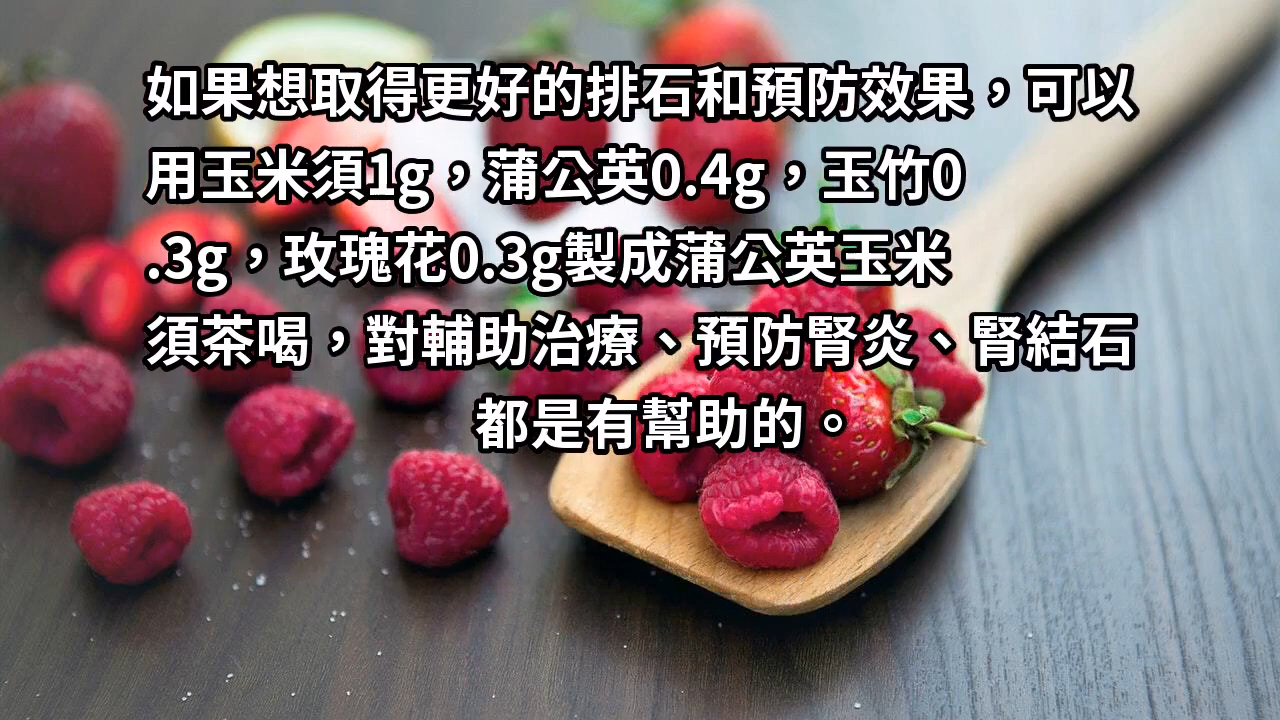 如果想取得更好的排石和預防效果，可以
用玉米須1g，蒲公英0.4g，玉竹0
.3g，玫瑰花0.3g製成蒲公英玉米
須茶喝，對輔助治療、預防腎炎、腎結石
都是有幫助的。